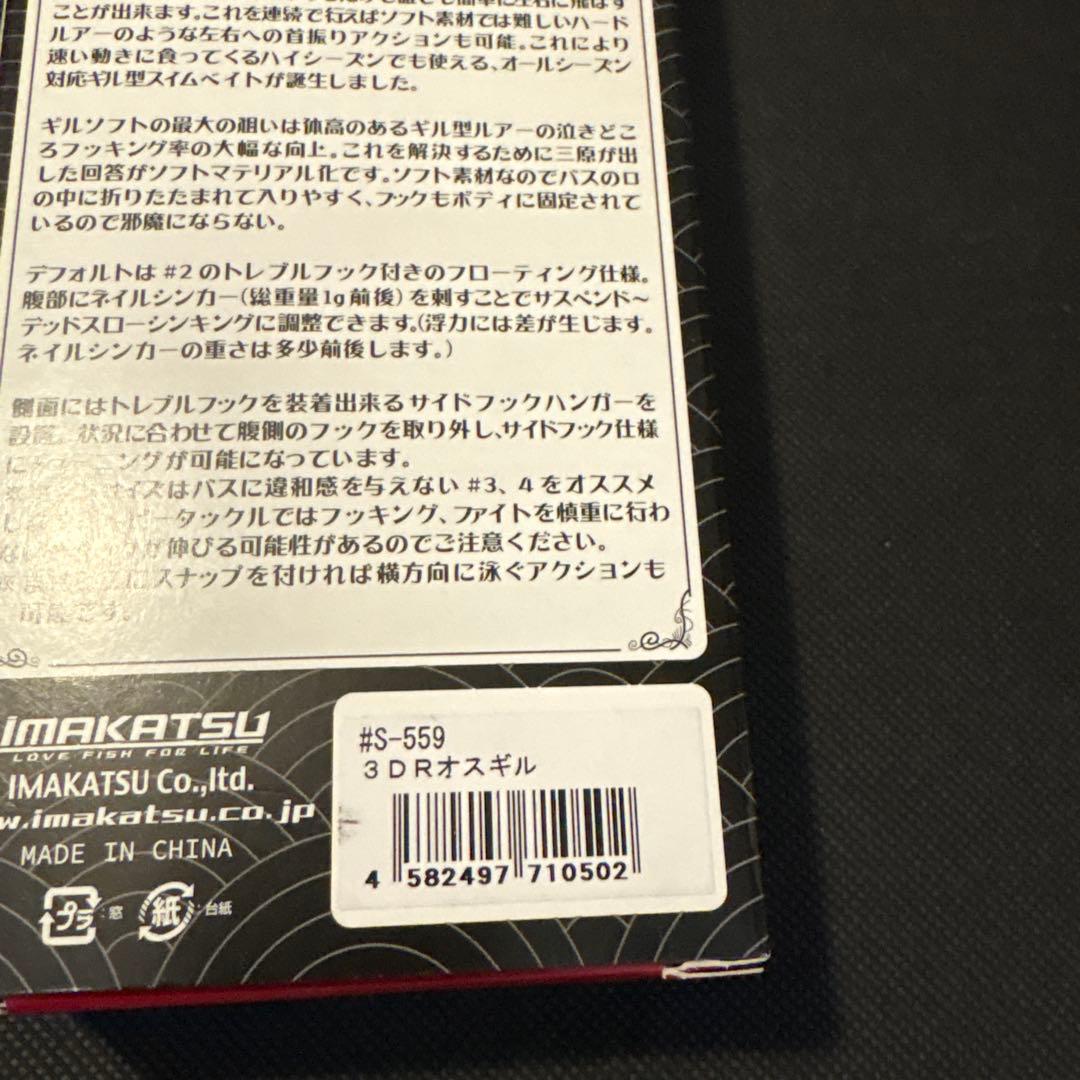 ことが出来ます。これを連続で行えばソフト素材では難しいハード
ルアーのような左右への首振りアクションも可能。これにより
速い動きに食ってくるハイシーズンでも使える、オールシーズン
対応ギル型スイムベイトが誕生しました。
ギルソフトの最大の狙いは体高のあるギル型ルアーの泣きどこ
ろフッキング率の大幅な向上。これを解決するために三原が出
した回答がソフトマテリアル化です。ソフト素材なのでバスの口
の中に折りたたまれて入りやすく、フックもボディに固定されて
いるので邪魔にならない。
デフォルトは #2 のトレブルフック付きのフローティング仕様。
腹部にネイルシンカー（総重量1g前後）を刺すことでサスペンド〜
デッドスローシンキングに調整できます。（浮力には差が生じます。
ネイルシンカーの重さは多少前後します。）
側面にはトレブルフックを装着出来るサイドフックハンガーを
設置。状況に合わせて腹側のフックを取り外し、サイドフック仕様
にチューニングが可能になっています。
サイズはバスに違和感を与えない #3、4 をオススメ
タックルではフッキング、ファイトを慎重に行わ
が伸びる可能性があるのでご注意ください。
にスナップを付ければ横方向に泳ぐアクションも
可能です。
imakatsu
LOVE FISH FOR LIFE
IMAKATSU Co.,ltd.
w.imakatsu.co.jp
MADE IN CHINA
プラ :窓 紙 :台紙
#S-559
３ＤＲオスギル
4 582497 710502